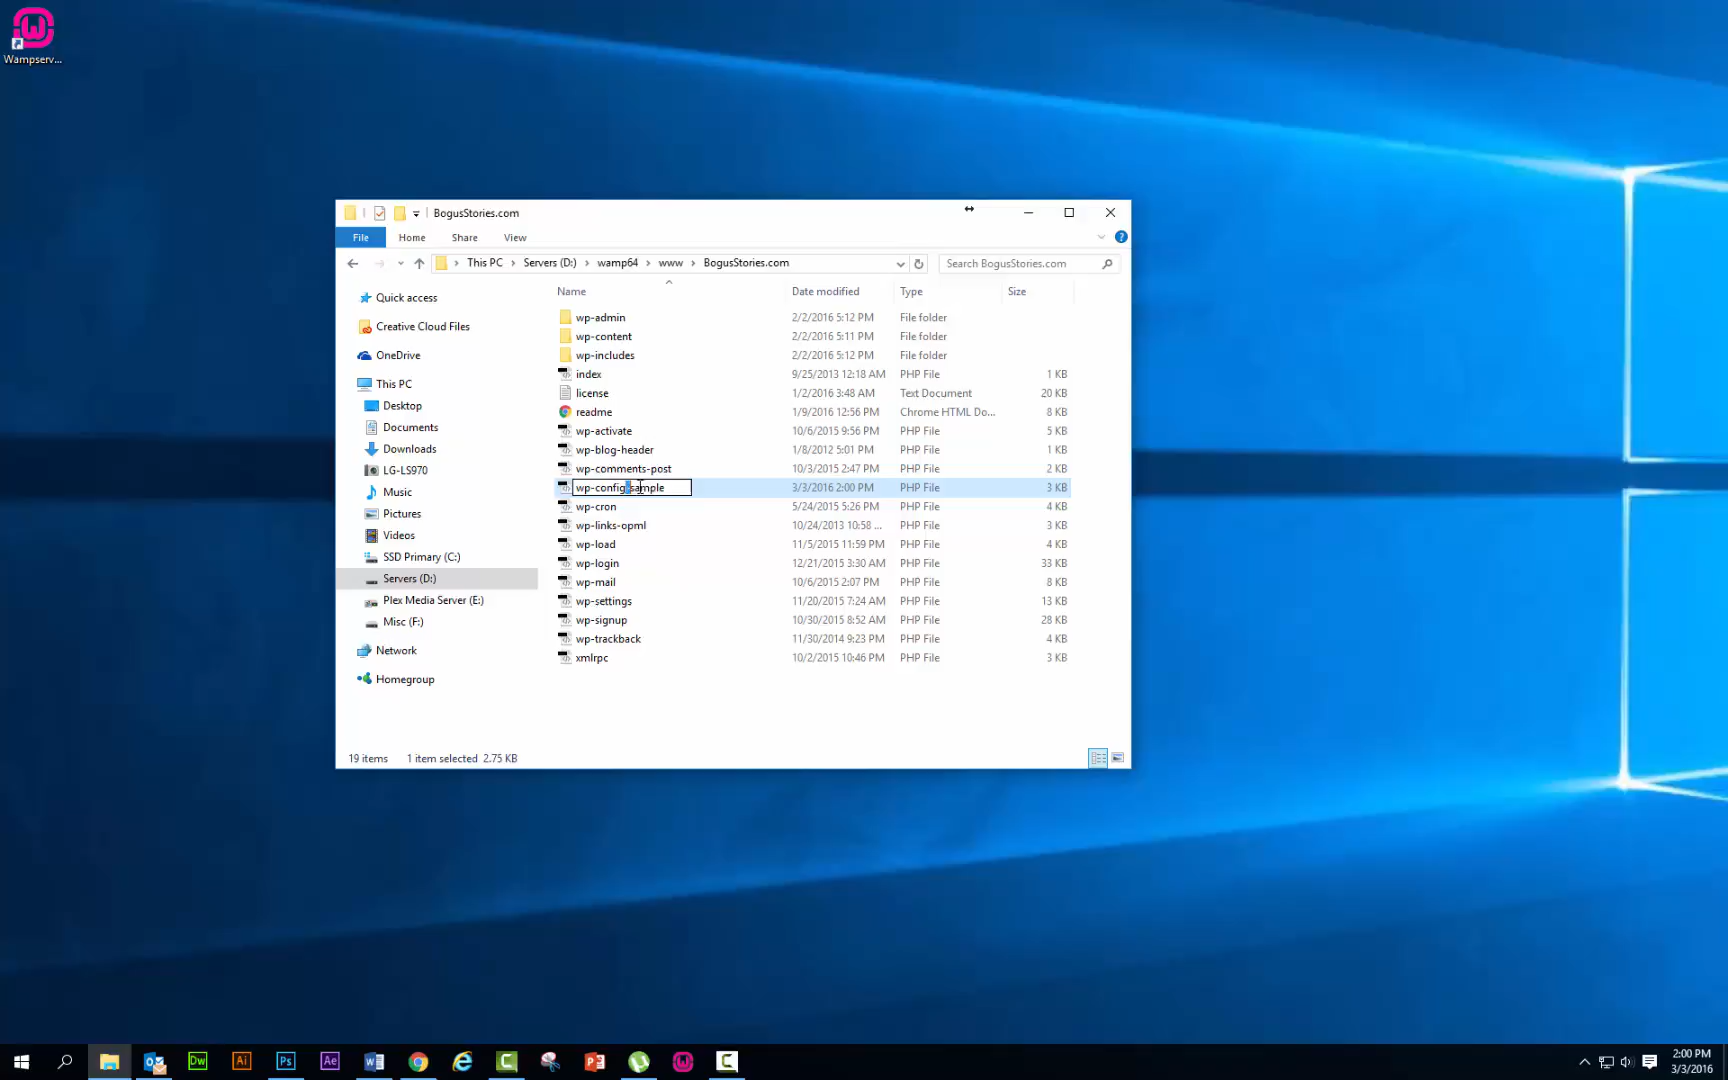 Wampserv...
BogusStories.com
File Home Share View
This PC Servers (D:) wamp64 www BogusStories.com
Search BogusStories.com
Name Date modified Type Size
Quick access
Creative Cloud Files
OneDrive
This PC
Desktop
Documents
Downloads
LG-LS970
Music
Pictures
Videos
SSD Primary (C:)
Servers (D:)
Plex Media Server (E:)
Misc (F:)
Network
Homegroup
wp-admin 2/2/2016 5:12 PM File folder
wp-content 2/2/2016 5:11 PM File folder
wp-includes 2/2/2016 5:12 PM File folder
index 9/25/2013 12:18 AM PHP File 1 KB
license 1/2/2016 3:48 AM Text Document 20 KB
readme 1/9/2016 12:56 PM Chrome HTML Do... 8 KB
wp-activate 10/6/2015 9:56 PM PHP File 5 KB
wp-blog-header 1/8/2012 5:01 PM PHP File 1 KB
wp-comments-post 10/3/2015 2:47 PM PHP File 2 KB
wp-config-sample 3/3/2016 2:00 PM PHP File 3 KB
wp-cron 5/24/2015 5:26 PM PHP File 4 KB
wp-links-opml 10/24/2013 10:58 ... PHP File 3 KB
wp-load 11/5/2015 11:59 PM PHP File 4 KB
wp-login 12/21/2015 3:30 AM PHP File 33 KB
wp-mail 10/6/2015 2:07 PM PHP File 8 KB
wp-settings 11/20/2015 7:24 AM PHP File 13 KB
wp-signup 10/30/2015 8:52 AM PHP File 28 KB
wp-trackback 11/30/2014 9:23 PM PHP File 4 KB
xmlrpc 10/2/2015 10:46 PM PHP File 3 KB
19 items 1 item selected 2.75 KB
Dw Ai Ps Ae
2:00 PM
3/3/2016